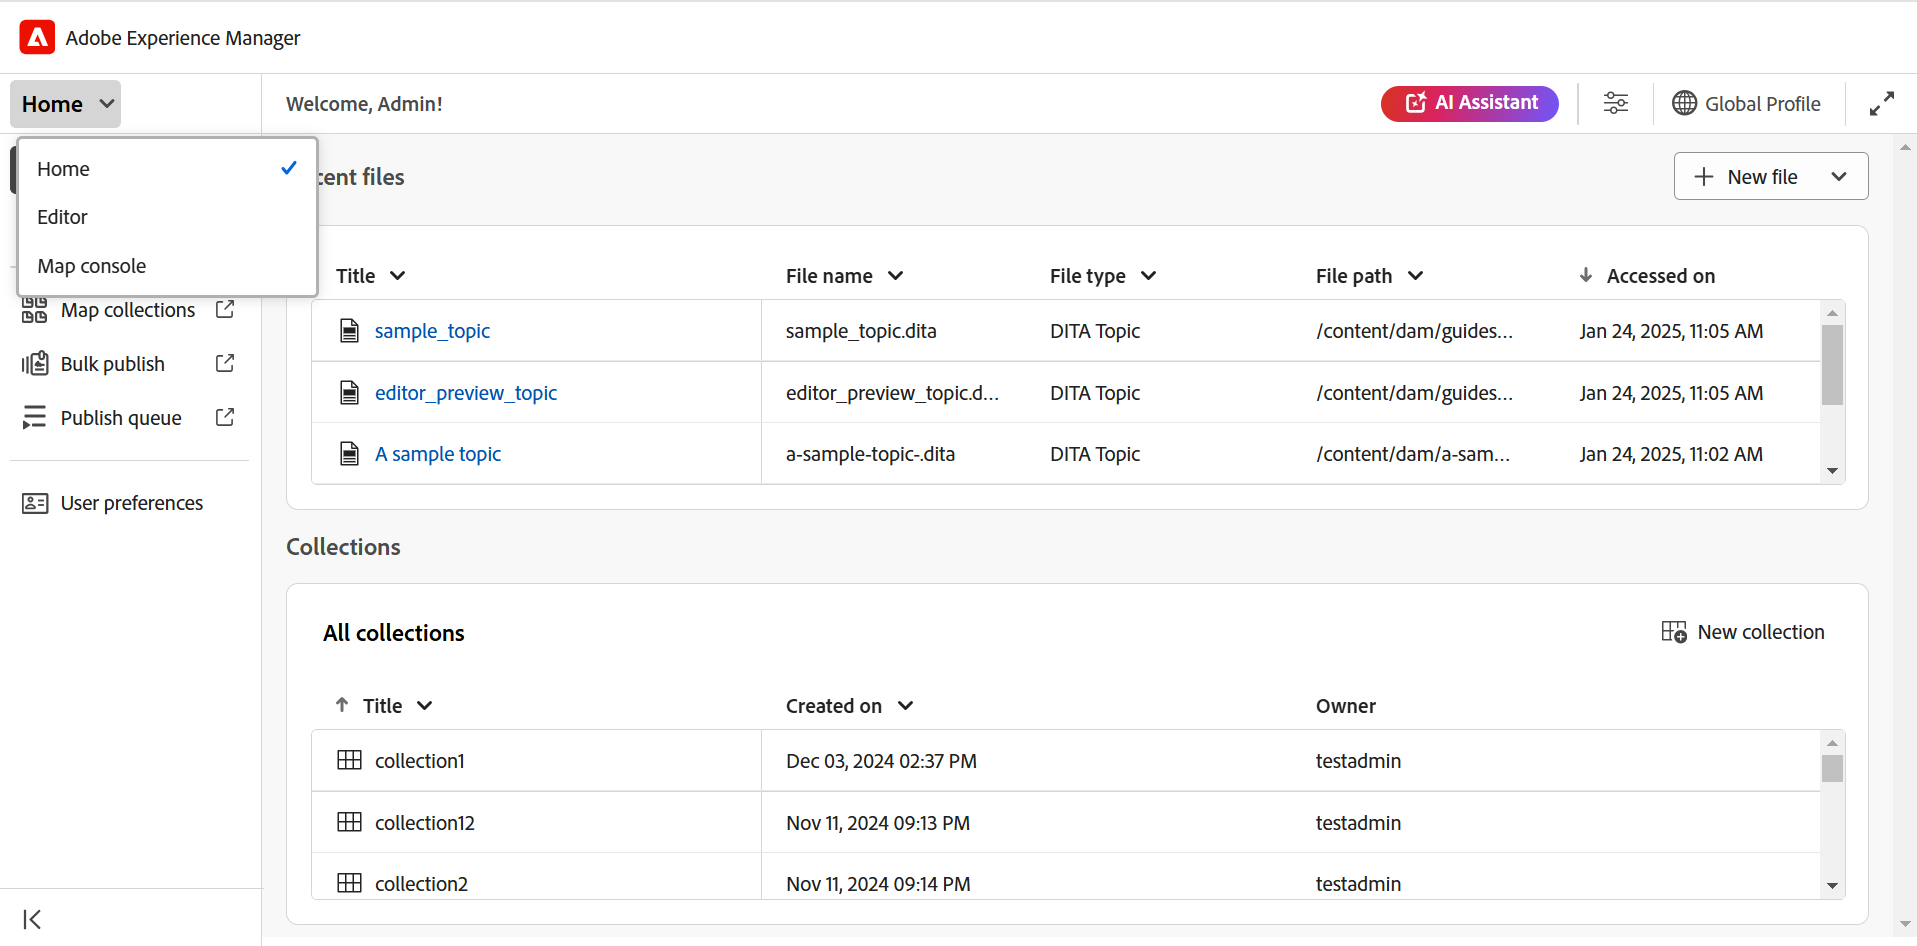 Adobe Experience Manager
Home
Welcome, Admin!
AI Assistant
Global Profile
Home
Editor
Map console
cent files
New file
Title
File name
File type
File path
Accessed on
sample_topic
sample_topic.dita
DITA Topic
/content/dam/guides...
Jan 24, 2025, 11:05 AM
editor_preview_topic
editor_preview_topic.d...
DITA Topic
/content/dam/guides...
Jan 24, 2025, 11:05 AM
A sample topic
a-sample-topic-.dita
DITA Topic
/content/dam/a-sam...
Jan 24, 2025, 11:02 AM
Map collections
Bulk publish
Publish queue
User preferences
Collections
All collections
New collection
Title
Created on
Owner
collection1
Dec 03, 2024 02:37 PM
testadmin
collection12
Nov 11, 2024 09:13 PM
testadmin
collection2
Nov 11, 2024 09:14 PM
testadmin